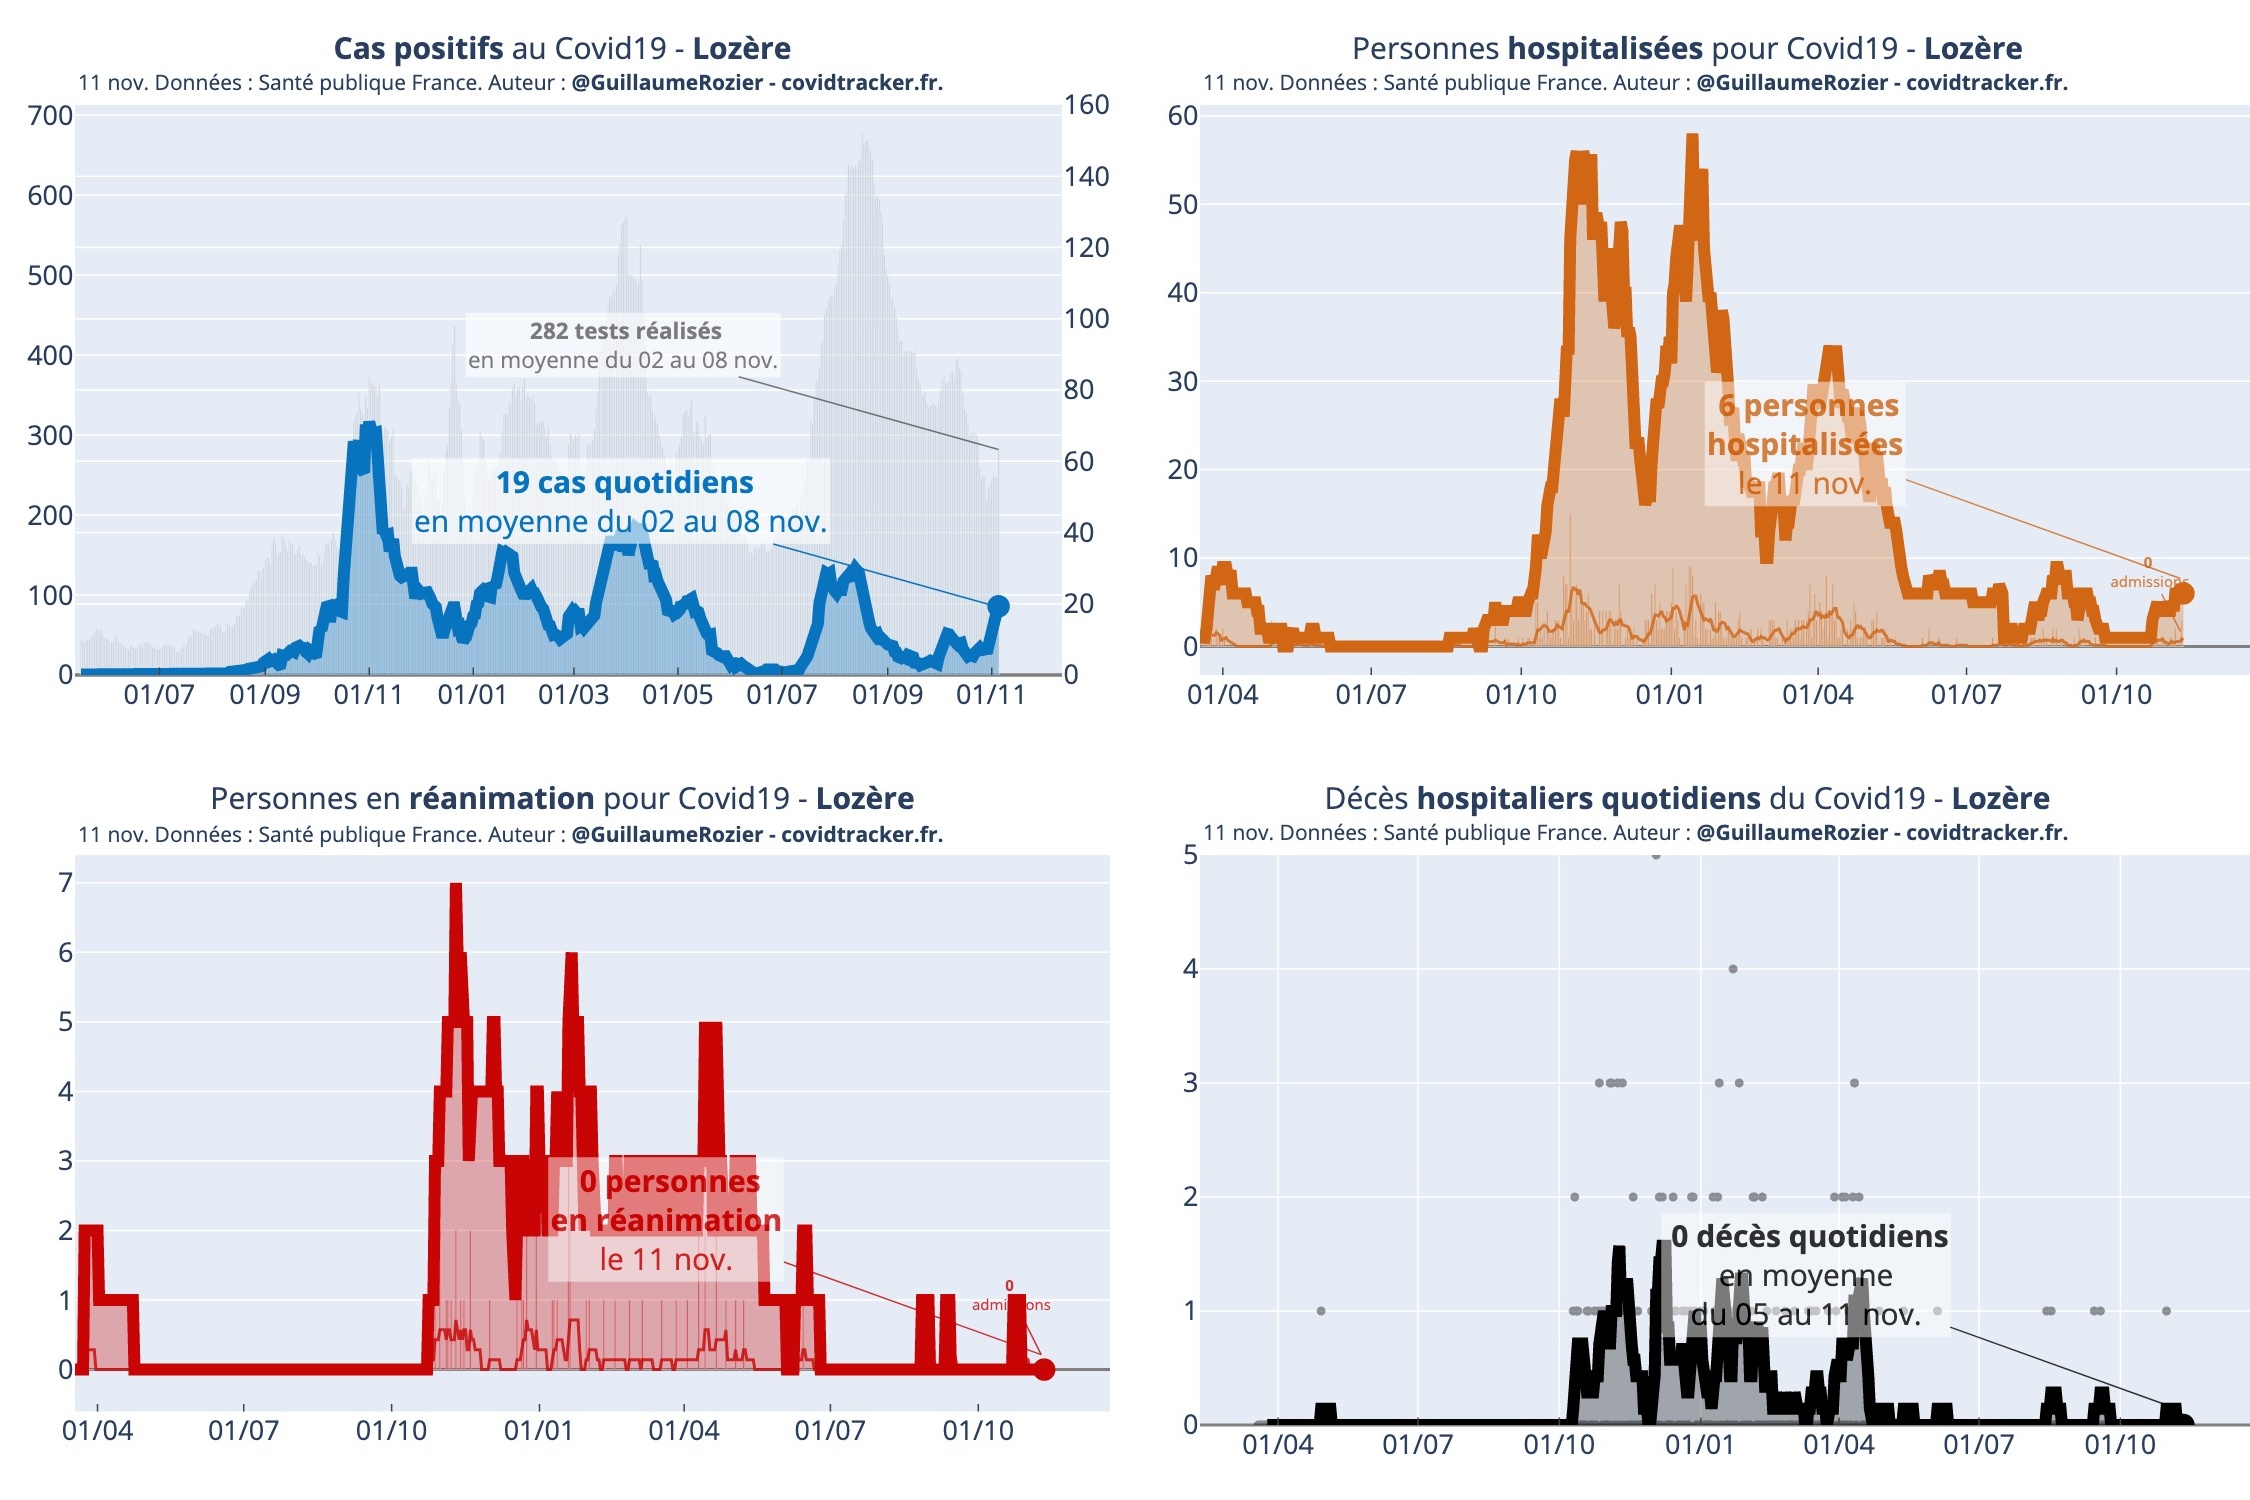 Cas positifs au Covid19 - Lozère
11 nov. Données : Santé publique France. Auteur : @GuillaumeRozier - covidtracker.fr.
700
600
500
400
300
200
100
0
160
140
120
100
80
60
40
20
0
282 tests réalisés
en moyenne du 02 au 08 nov.
19 cas quotidiens
en moyenne du 02 au 08 nov.
01/07 01/09 01/11 01/01 01/03 01/05 01/07 01/09 01/11
Personnes hospitalisées pour Covid19 - Lozère
11 nov. Données : Santé publique France. Auteur : @GuillaumeRozier - covidtracker.fr.
60
50
40
30
20
10
0
6 personnes
hospitalisées
le 11 nov.
0
admissions
01/04 01/07 01/10 01/01 01/04 01/07 01/10
Personnes en réanimation pour Covid19 - Lozère
11 nov. Données : Santé publique France. Auteur : @GuillaumeRozier - covidtracker.fr.
7
6
5
4
3
2
1
0
0 personnes
en réanimation
le 11 nov.
0
admissions
01/04 01/07 01/10 01/01 01/04 01/07 01/10
Décès hospitaliers quotidiens du Covid19 - Lozère
11 nov. Données : Santé publique France. Auteur : @GuillaumeRozier - covidtracker.fr.
5
4
3
2
1
0
0 décès quotidiens
en moyenne
du 05 au 11 nov.
01/04 01/07 01/10 01/01 01/04 01/07 01/10